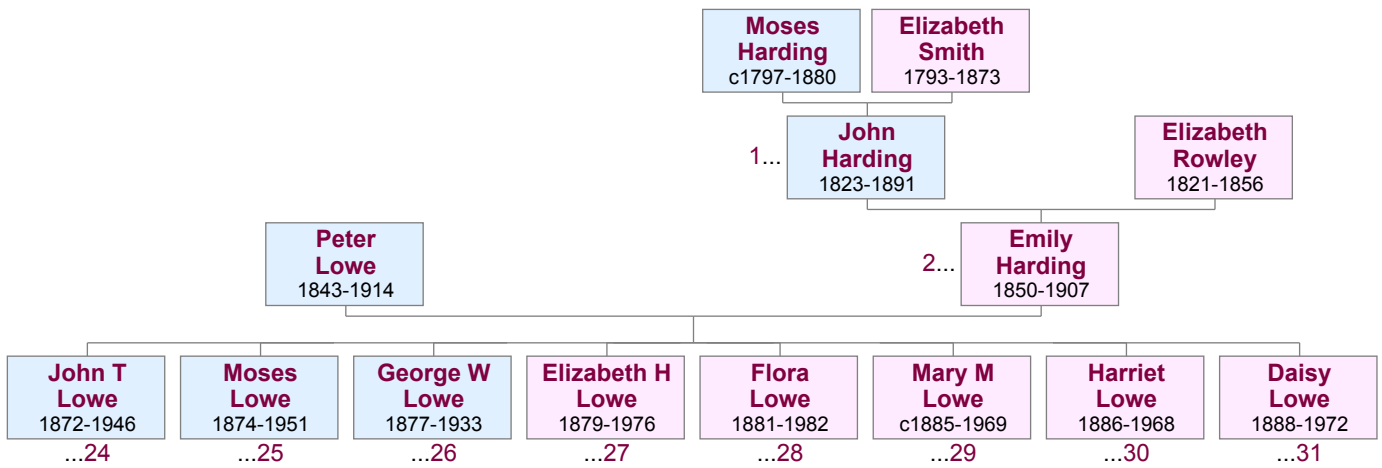 Moses
Harding
c1797-1880
Elizabeth
Smith
1793-1873
1...
John
Harding
1823-1891
Elizabeth
Rowley
1821-1856
Peter
Lowe
1843-1914
2...
Emily
Harding
1850-1907
John T
Lowe
1872-1946
...24
Moses
Lowe
1874-1951
...25
George W
Lowe
1877-1933
...26
Elizabeth H
Lowe
1879-1976
...27
Flora
Lowe
1881-1982
...28
Mary M
Lowe
c1885-1969
...29
Harriet
Lowe
1886-1968
...30
Daisy
Lowe
1888-1972
...31